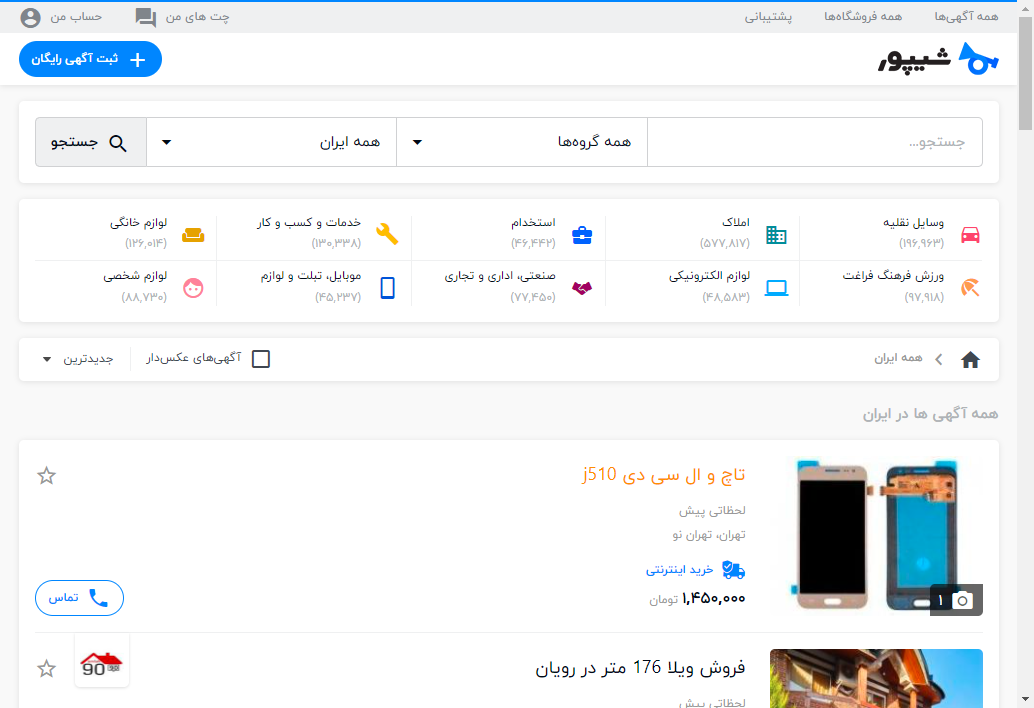 همه آگهی‌ها همه فروشگاه‌ها پشتیبانی چت های من حساب من
شیپور ثبت آگهی رایگان
جستجو... همه گروه‌ها همه ایران جستجو
وسایل نقلیه املاک استخدام خدمات و کسب و کار لوازم خانگی
(۱۹۶,۹۶۳) (۵۷۷,۸۱۷) (۴۶,۴۴۲) (۱۳۰,۳۳۸) (۱۲۶,۰۱۴)
ورزش فرهنگ فراغت لوازم الکترونیکی صنعتی، اداری و تجاری موبایل، تبلت و لوازم لوازم شخصی
(۹۷,۹۱۸) (۴۸,۵۸۳) (۷۷,۴۵۰) (۴۵,۲۳۷) (۸۸,۷۳۰)
همه ایران آگهی‌های عکس‌دار جدیدترین
همه آگهی ها در ایران
تاچ و ال سی دی j510
لحظاتی پیش
تهران، تهران نو
خرید اینترنتی
۱,۴۵۰,۰۰۰ تومان
تماس
۱
فروش ویلا 176 متر در رویان
90
لحظاتی پیش